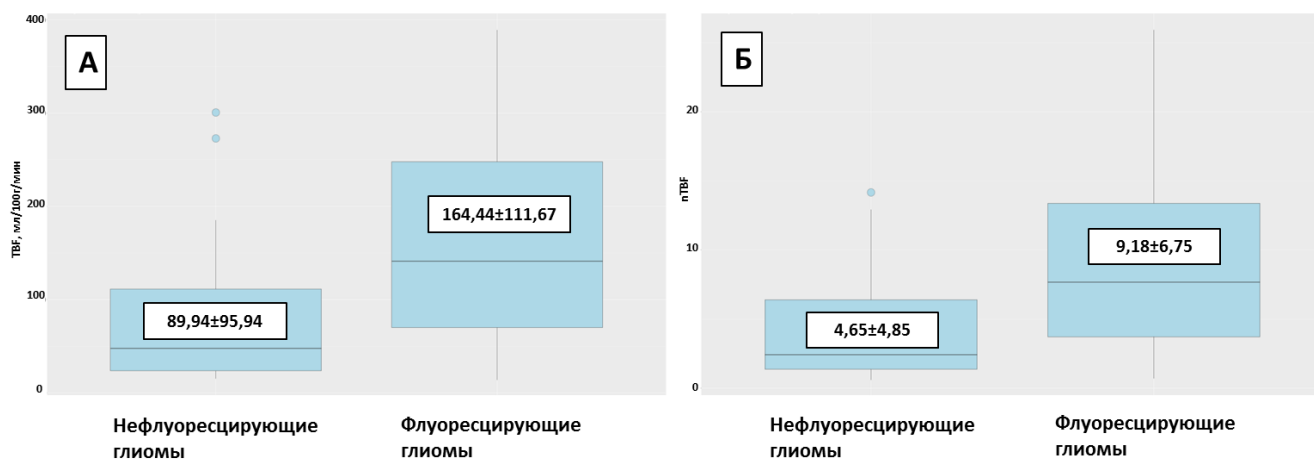 А
400
300
200
100
0
TBF, мл/100г/мин
89,94±95,94
164,44±111,67
Нефлуоресцирующие
глиомы
Флуоресцирующие
глиомы
Б
20
10
0
nTBF
4,65±4,85
9,18±6,75
Нефлуоресцирующие
глиомы
Флуоресцирующие
глиомы